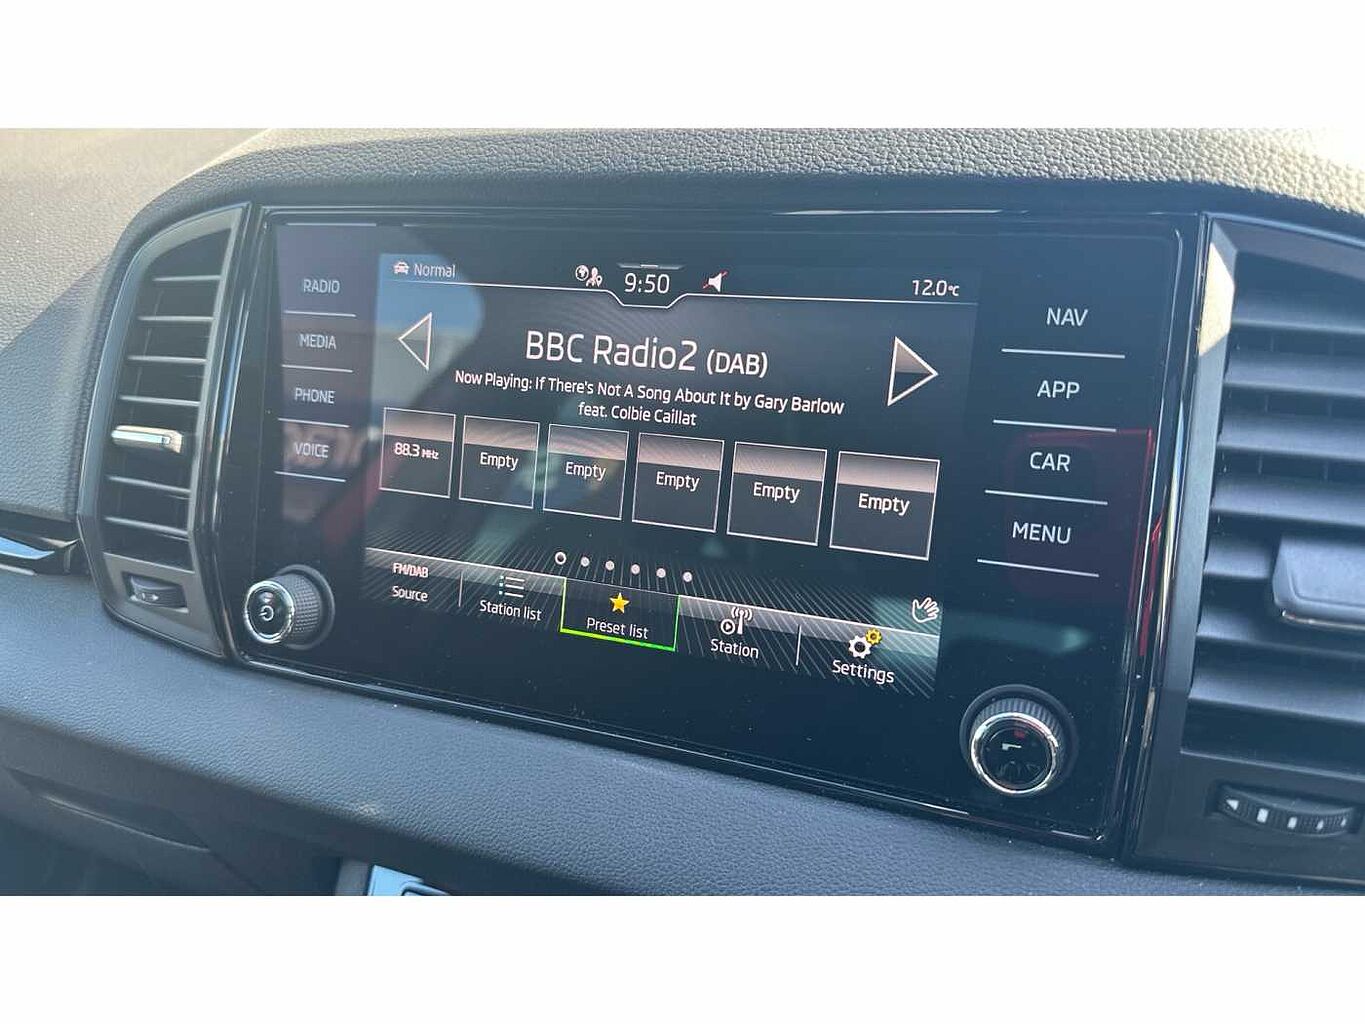 RADIO
MEDIA
PHONE
VOICE
Normal
9:50
12.0°C
BBC Radio2 (DAB)
Now Playing: If There's Not A Song About It by Gary Barlow
feat. Colbie Caillat
88.3 MHz
Empty
Empty
Empty
Empty
Empty
FM/DAB
Source
Station list
Preset list
Station
Settings
NAV
APP
CAR
MENU